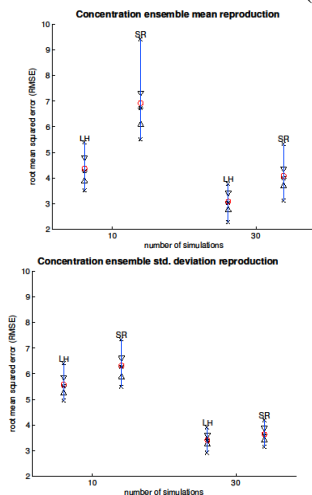 Concentration ensemble mean reproduction
10
9
8
7
6
5
4
3
2
root mean squared error (RMSE)
LH
SR
LH
SR
10
30
number of simulations
Concentration ensemble std. deviation reproduction
10
9
8
7
6
5
4
3
2
root mean squared error (RMSE)
LH
SR
LH
SR
10
30
number of simulations